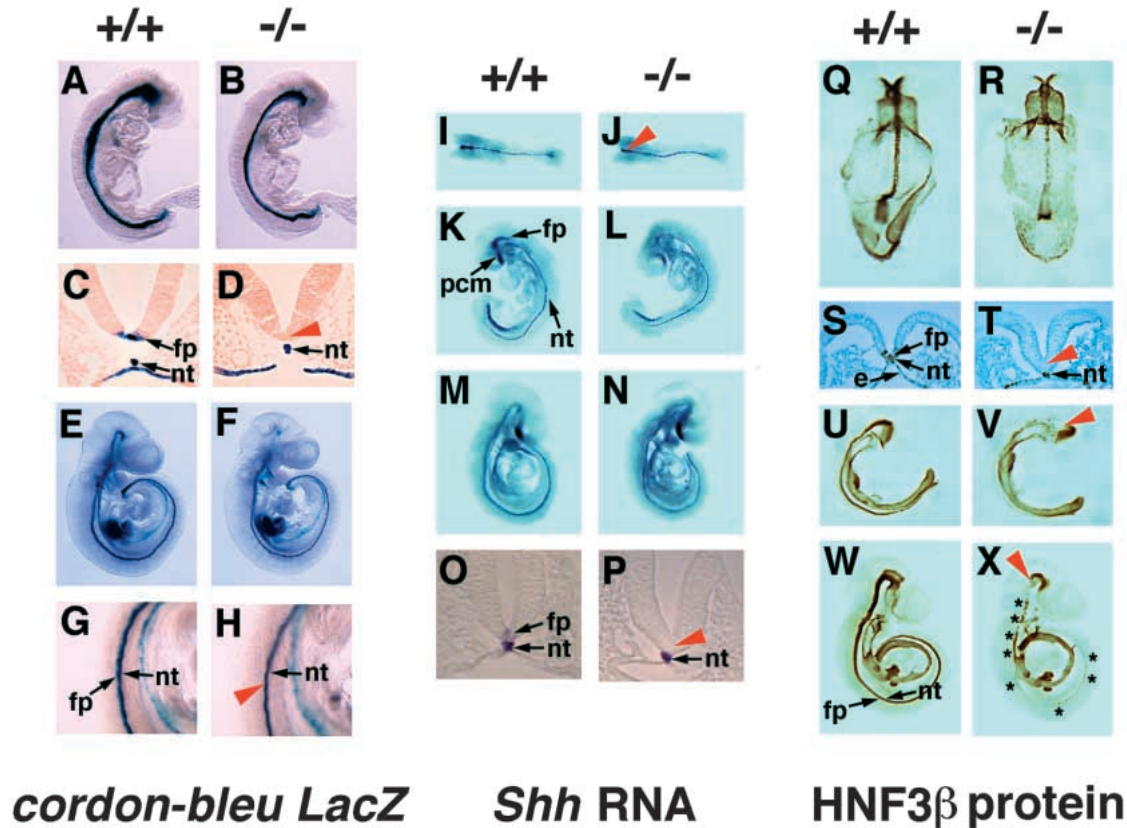 +/+ -/-
+/+ -/-
+/+ -/-
A B
C D
fp
nt
nt
E F
G H
nt
fp
nt
I J
K L
fp
pcm
nt
M N
O P
fp
nt
nt
Q R
S T
fp
nt
e
nt
U V
W X
nt
fp
* * * * * * * *
cordon-bleu LacZ
Shh RNA
HNF3β protein